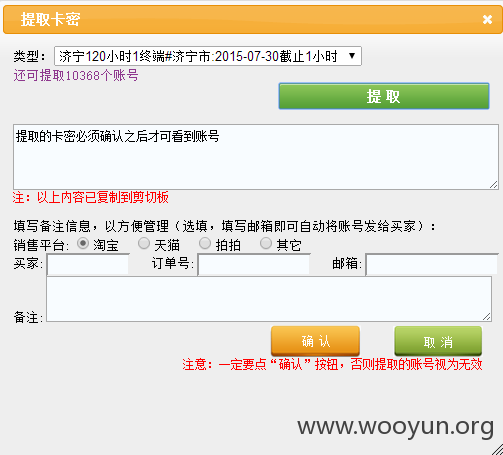 提取卡密
类型： 济宁120小时1终端#济宁市:2015-07-30截止1小时
还可提取10368个账号
提 取
提取的卡密必须确认之后才可看到账号
注：以上内容已复制到剪切板
填写备注信息，以方便管理（选填，填写邮箱即可自动将账号发给买家）：
销售平台: 淘宝 天猫 拍拍 其它
买家: 订单号: 邮箱:
备注:
确 认 取 消
注意：一定要点“确认”按钮，否则提取的账号视为无效
www.wooyun.org